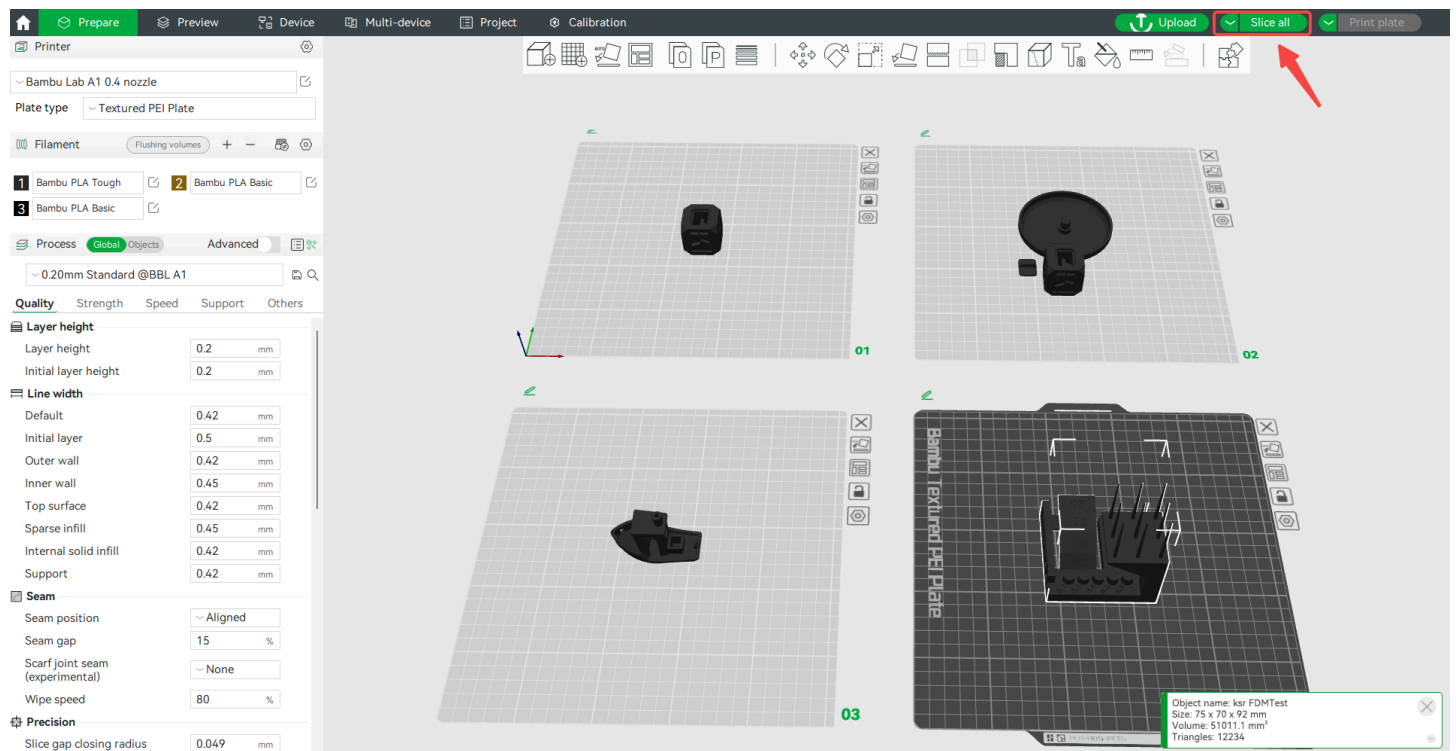 Prepare Preview Device Multi-device Project Calibration Upload Slice all Print plate
Printer
Bambu Lab A1 0.4 nozzle
Plate type Textured PEI Plate
Filament Flushing volumes + −
1 Bambu PLA Tough 2 Bambu PLA Basic
3 Bambu PLA Basic
Process Global Objects Advanced
0.20mm Standard @BBL A1
Quality Strength Speed Support Others
Layer height
Layer height 0.2 mm
Initial layer height 0.2 mm
Line width
Default 0.42 mm
Initial layer 0.5 mm
Outer wall 0.42 mm
Inner wall 0.45 mm
Top surface 0.42 mm
Sparse infill 0.45 mm
Internal solid infill 0.42 mm
Support 0.42 mm
Seam
Seam position Aligned
Seam gap 15 %
Scarf joint seam
(experimental) None
Wipe speed 80 %
Precision
Slice gap closing radius 0.049 mm
AUTO
0
P
Ta
01
02
03
Bambu Textured PEI Plate
Object name: ksr FDMTest
Size: 75 x 70 x 92 mm
Volume: 51011.1 mm³
Triangles: 12234